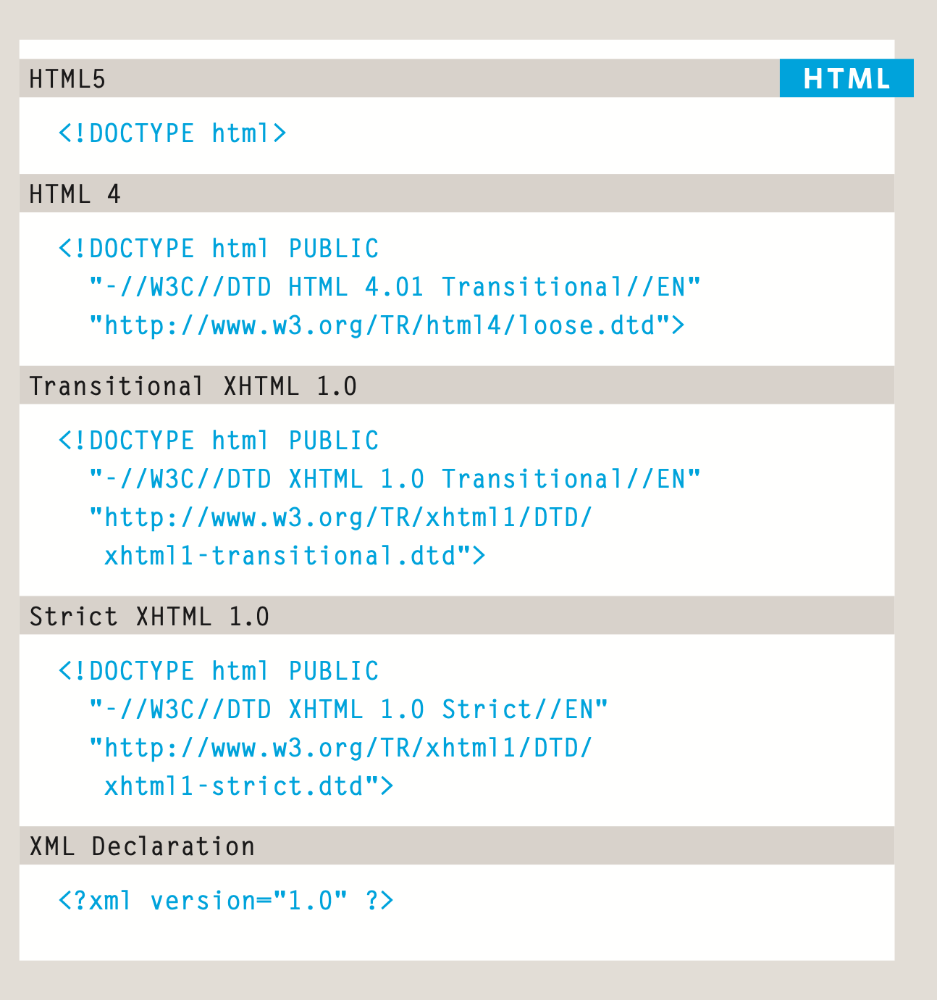 HTML5
HTML
<!DOCTYPE html>
HTML 4
<!DOCTYPE html PUBLIC
"-//W3C//DTD HTML 4.01 Transitional//EN"
"http://www.w3.org/TR/html4/loose.dtd">
Transitional XHTML 1.0
<!DOCTYPE html PUBLIC
"-//W3C//DTD XHTML 1.0 Transitional//EN"
"http://www.w3.org/TR/xhtml1/DTD/
xhtml1-transitional.dtd">
Strict XHTML 1.0
<!DOCTYPE html PUBLIC
"-//W3C//DTD XHTML 1.0 Strict//EN"
"http://www.w3.org/TR/xhtml1/DTD/
xhtml1-strict.dtd">
XML Declaration
<?xml version="1.0" ?>